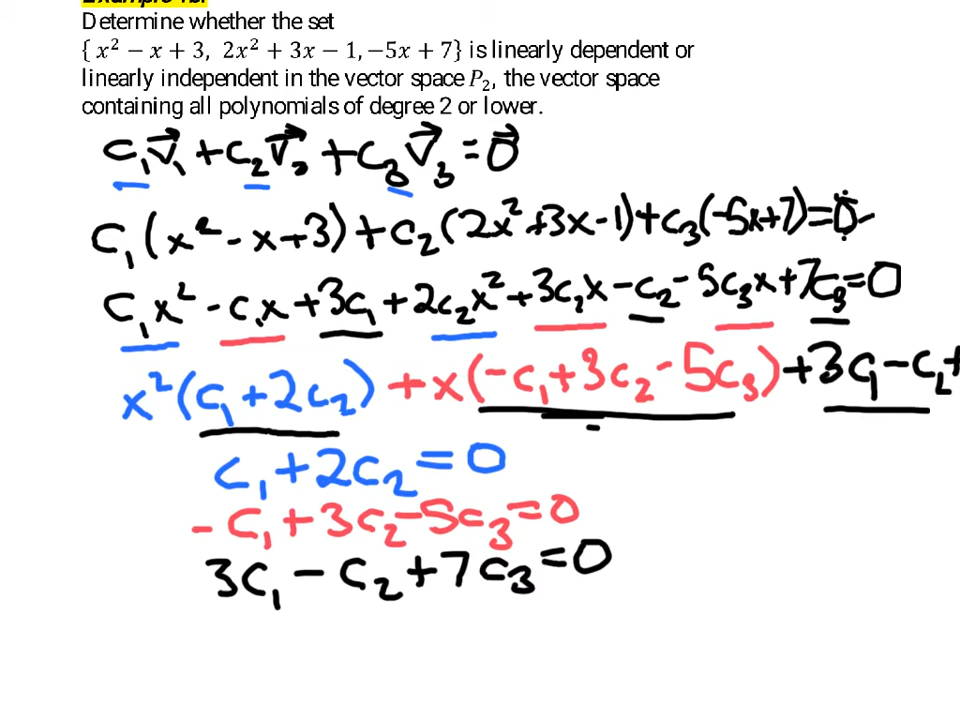 Determine whether the set
{ x² − x + 3, 2x² + 3x − 1, −5x + 7} is linearly dependent or
linearly independent in the vector space P₂, the vector space
containing all polynomials of degree 2 or lower.
c₁v⃗₁ + c₂v⃗₂ + c₃v⃗₃ = 0⃗
c₁(x² - x + 3) + c₂(2x² + 3x - 1) + c₃(-5x + 7) = 0
c₁x² - c₁x + 3c₁ + 2c₂x² + 3c₂x - c₂ - 5c₃x + 7c₃ = 0
x²(c₁ + 2c₂) + x(-c₁ + 3c₂ - 5c₃) + 3c₁ - c₂ +
c₁ + 2c₂ = 0
- c₁ + 3c₂ - 5c₃ = 0
3c₁ - c₂ + 7c₃ = 0